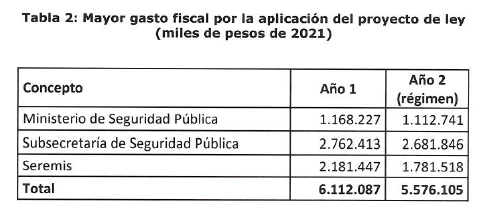 Tabla 2: Mayor gasto fiscal por la aplicación del proyecto de ley
(miles de pesos de 2021)
Concepto Año 1 Año 2 (régimen)
Ministerio de Seguridad Pública 1.168.227 1.112.741
Subsecretaría de Seguridad Pública 2.762.413 2.681.846
Seremis 2.181.447 1.781.518
Total 6.112.087 5.576.105